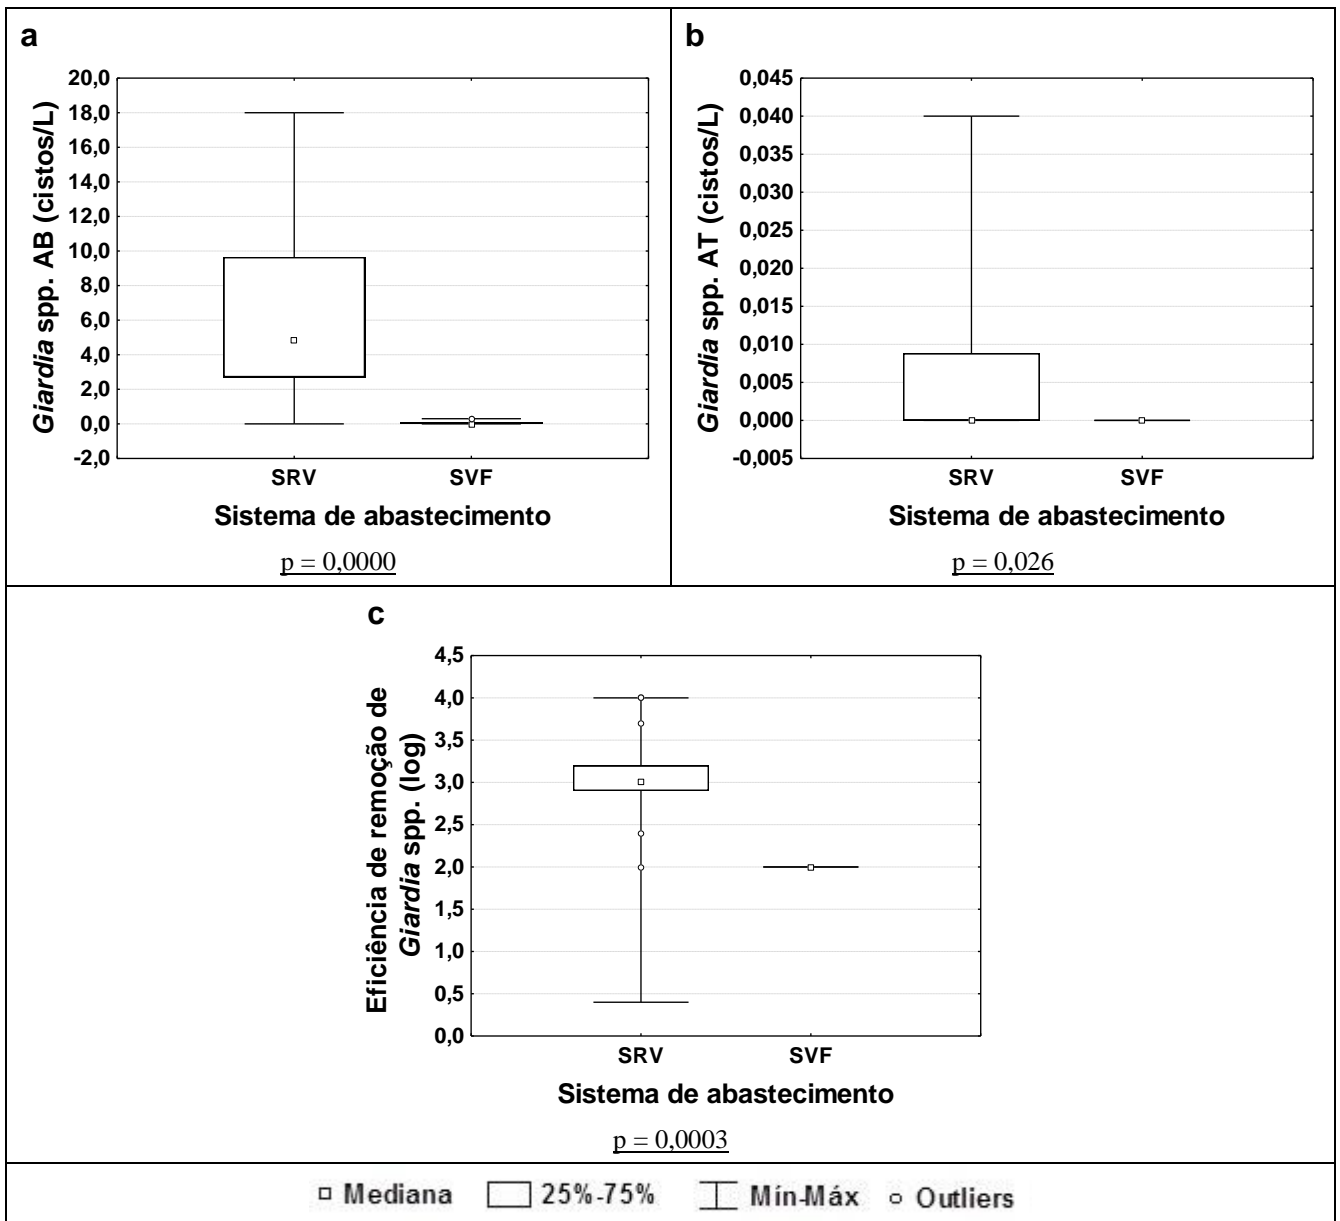 a
Giardia spp. AB (cistos/L)
20,0
18,0
16,0
14,0
12,0
10,0
8,0
6,0
4,0
2,0
0,0
-2,0
SRV SVF
Sistema de abastecimento
p = 0,0000
b
Giardia spp. AT (cistos/L)
0,045
0,040
0,035
0,030
0,025
0,020
0,015
0,010
0,005
0,000
-0,005
SRV SVF
Sistema de abastecimento
p = 0,026
c
Eficiência de remoção de
Giardia spp. (log)
4,5
4,0
3,5
3,0
2,5
2,0
1,5
1,0
0,5
0,0
SRV SVF
Sistema de abastecimento
p = 0,0003
Mediana 25%-75% Mín-Máx Outliers